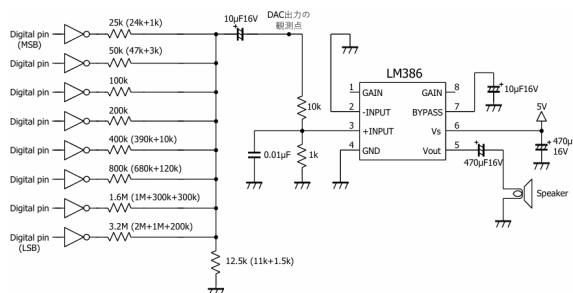 Digital pin
(MSB)
25k (24k+1k)
Digital pin
50k (47k+3k)
Digital pin
100k
Digital pin
200k
Digital pin
400k (390k+10k)
Digital pin
800k (680k+120k)
Digital pin
1.6M (1M+300k+300k)
Digital pin
(LSB)
3.2M (2M+1M+200k)
12.5k (11k+1.5k)
10μF16V
+
DAC出力の
観測点
10k
1k
0.01μF
LM386
1 GAIN
2 -INPUT
3 +INPUT
4 GND
GAIN 8
BYPASS 7
Vs 6
Vout 5
+
10μF16V
5V
+
470μ
16V
+
470μF16V
Speaker